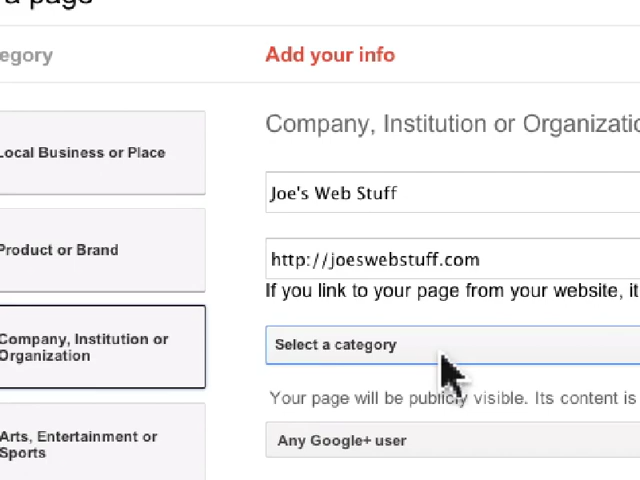 a page
egory
Add your info
Company, Institution or Organizatio
Local Business or Place
Joe's Web Stuff
Product or Brand
http://joeswebstuff.com
If you link to your page from your website, it
Company, Institution or
Organization
Select a category
Your page will be publicly visible. Its content is
Arts, Entertainment or
Sports
Any Google+ user